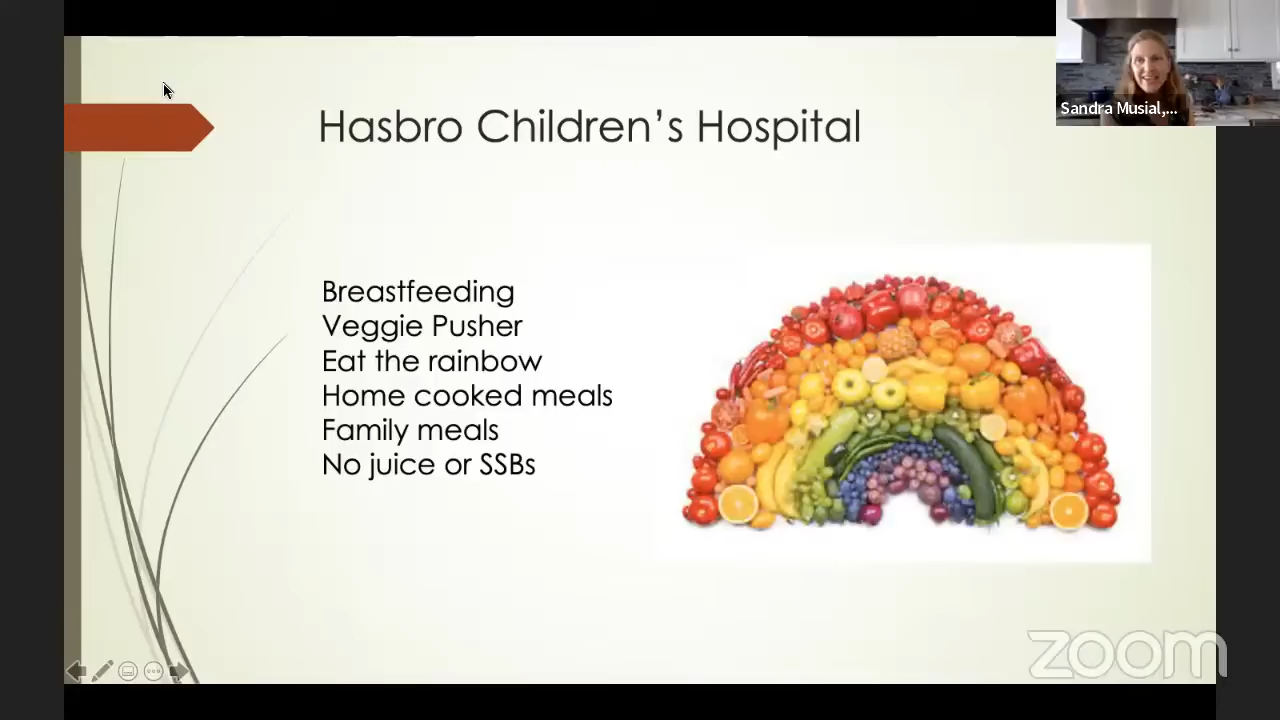 Sandra Musial,...
Hasbro Children's Hospital
Breastfeeding
Veggie Pusher
Eat the rainbow
Home cooked meals
Family meals
No juice or SSBs
zoom